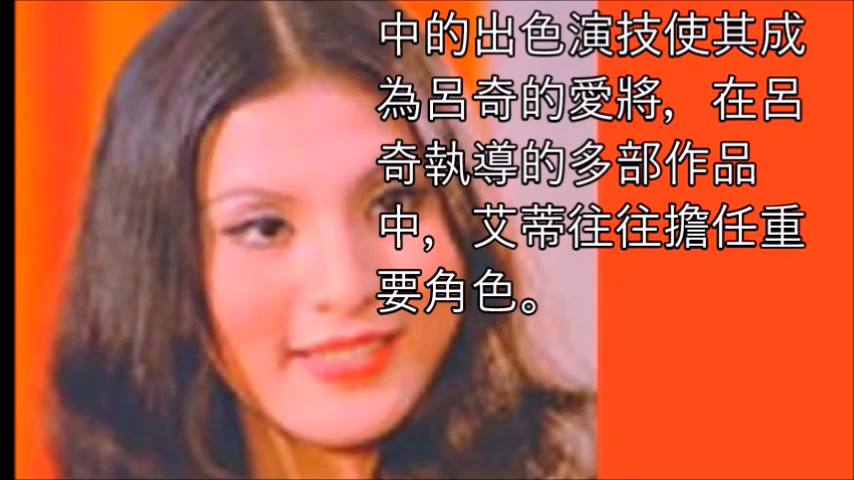 中的出色演技使其成
為呂奇的愛將，在呂
奇執導的多部作品
中，艾蒂往往擔任重
要角色。